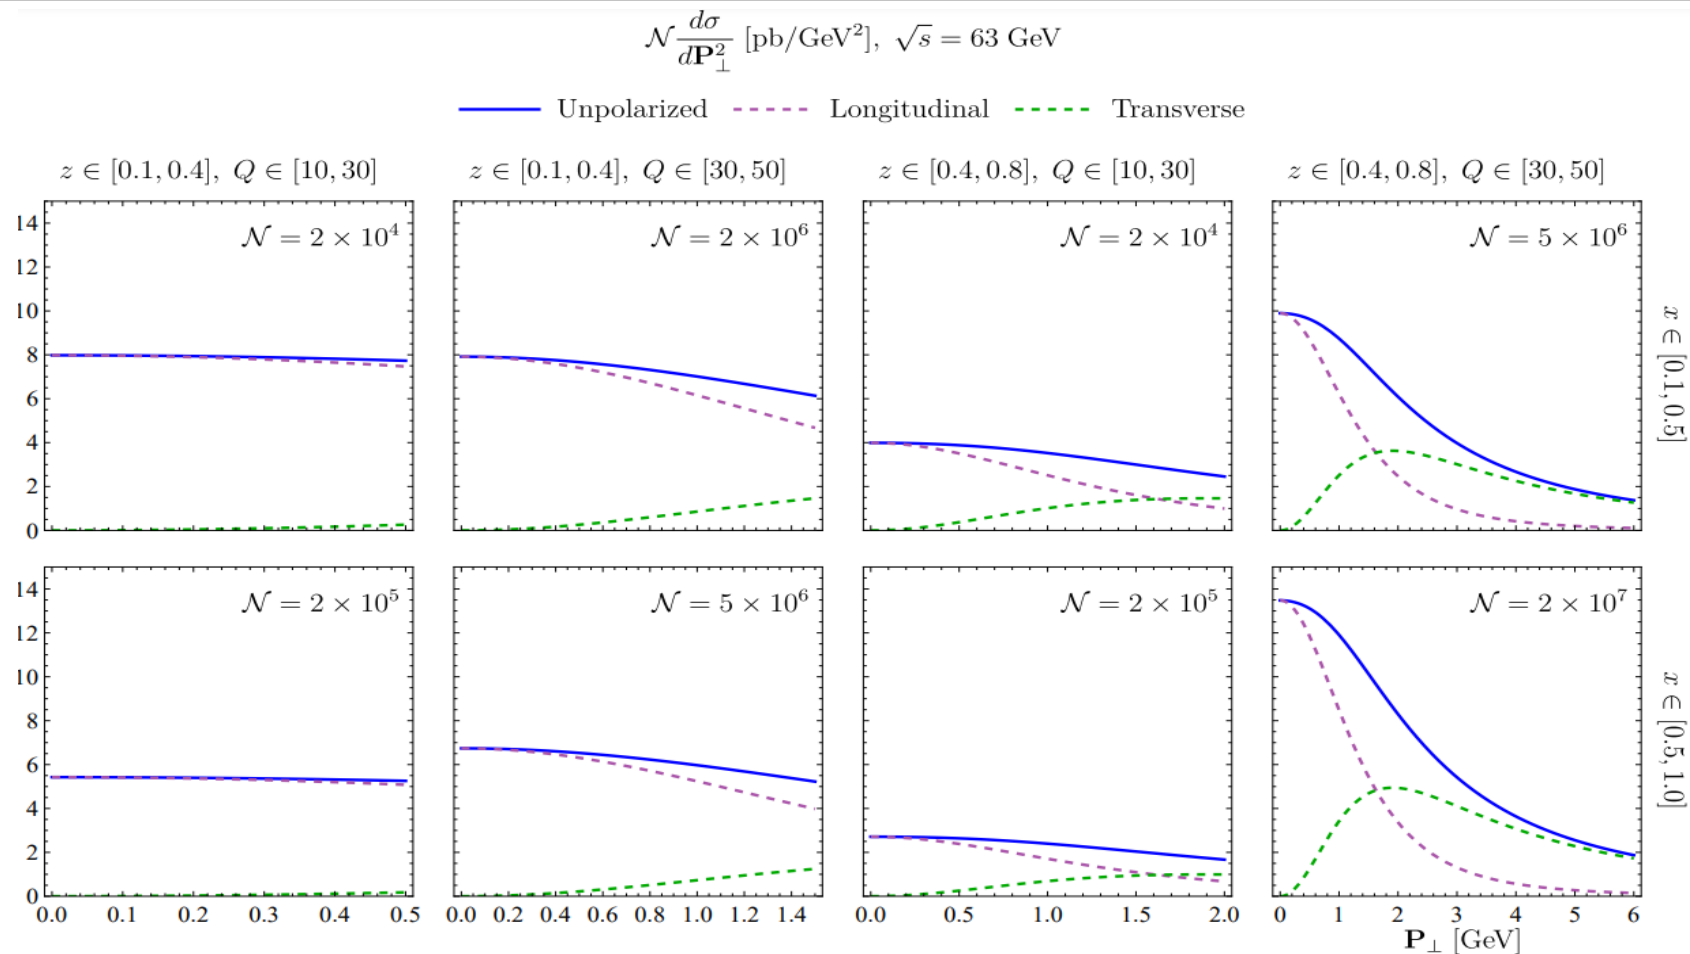 𝒩 dσ/dP⊥² [pb/GeV²], √s = 63 GeV
Unpolarized Longitudinal Transverse
z ∈ [0.1, 0.4], Q ∈ [10, 30] z ∈ [0.1, 0.4], Q ∈ [30, 50] z ∈ [0.4, 0.8], Q ∈ [10, 30] z ∈ [0.4, 0.8], Q ∈ [30, 50]
14
𝒩 = 2 × 10⁴ 𝒩 = 2 × 10⁶ 𝒩 = 2 × 10⁴ 𝒩 = 5 × 10⁶
12
10
8
6
4
2
0
x ∈ [0.1, 0.5]
14
𝒩 = 2 × 10⁵ 𝒩 = 5 × 10⁶ 𝒩 = 2 × 10⁵ 𝒩 = 2 × 10⁷
12
10
8
6
4
2
0
x ∈ [0.5, 1.0]
0.0 0.1 0.2 0.3 0.4 0.5 0.0 0.2 0.4 0.6 0.8 1.0 1.2 1.4 0.0 0.5 1.0 1.5 2.0 0 1 2 3 4 5 6
P⊥ [GeV]